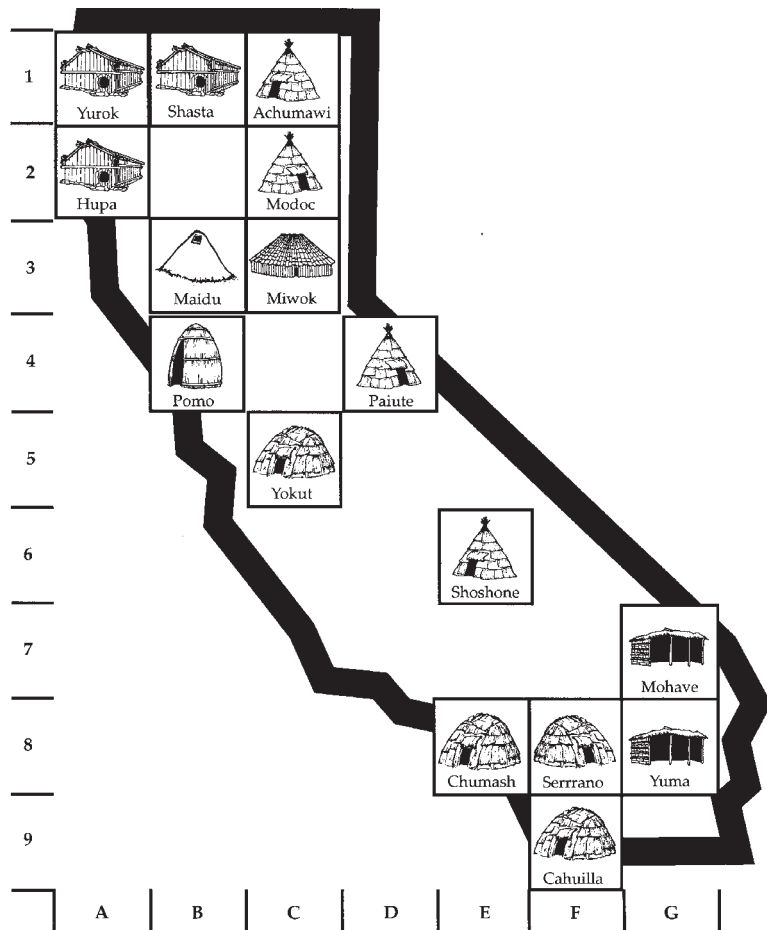 1
Yurok Shasta Achumawi
2
Hupa Modoc
3
Maidu Miwok
4
Pomo Paiute
5
Yokut
6
Shoshone
7
Mohave
8
Chumash Serrrano Yuma
9
Cahuilla
A B C D E F G